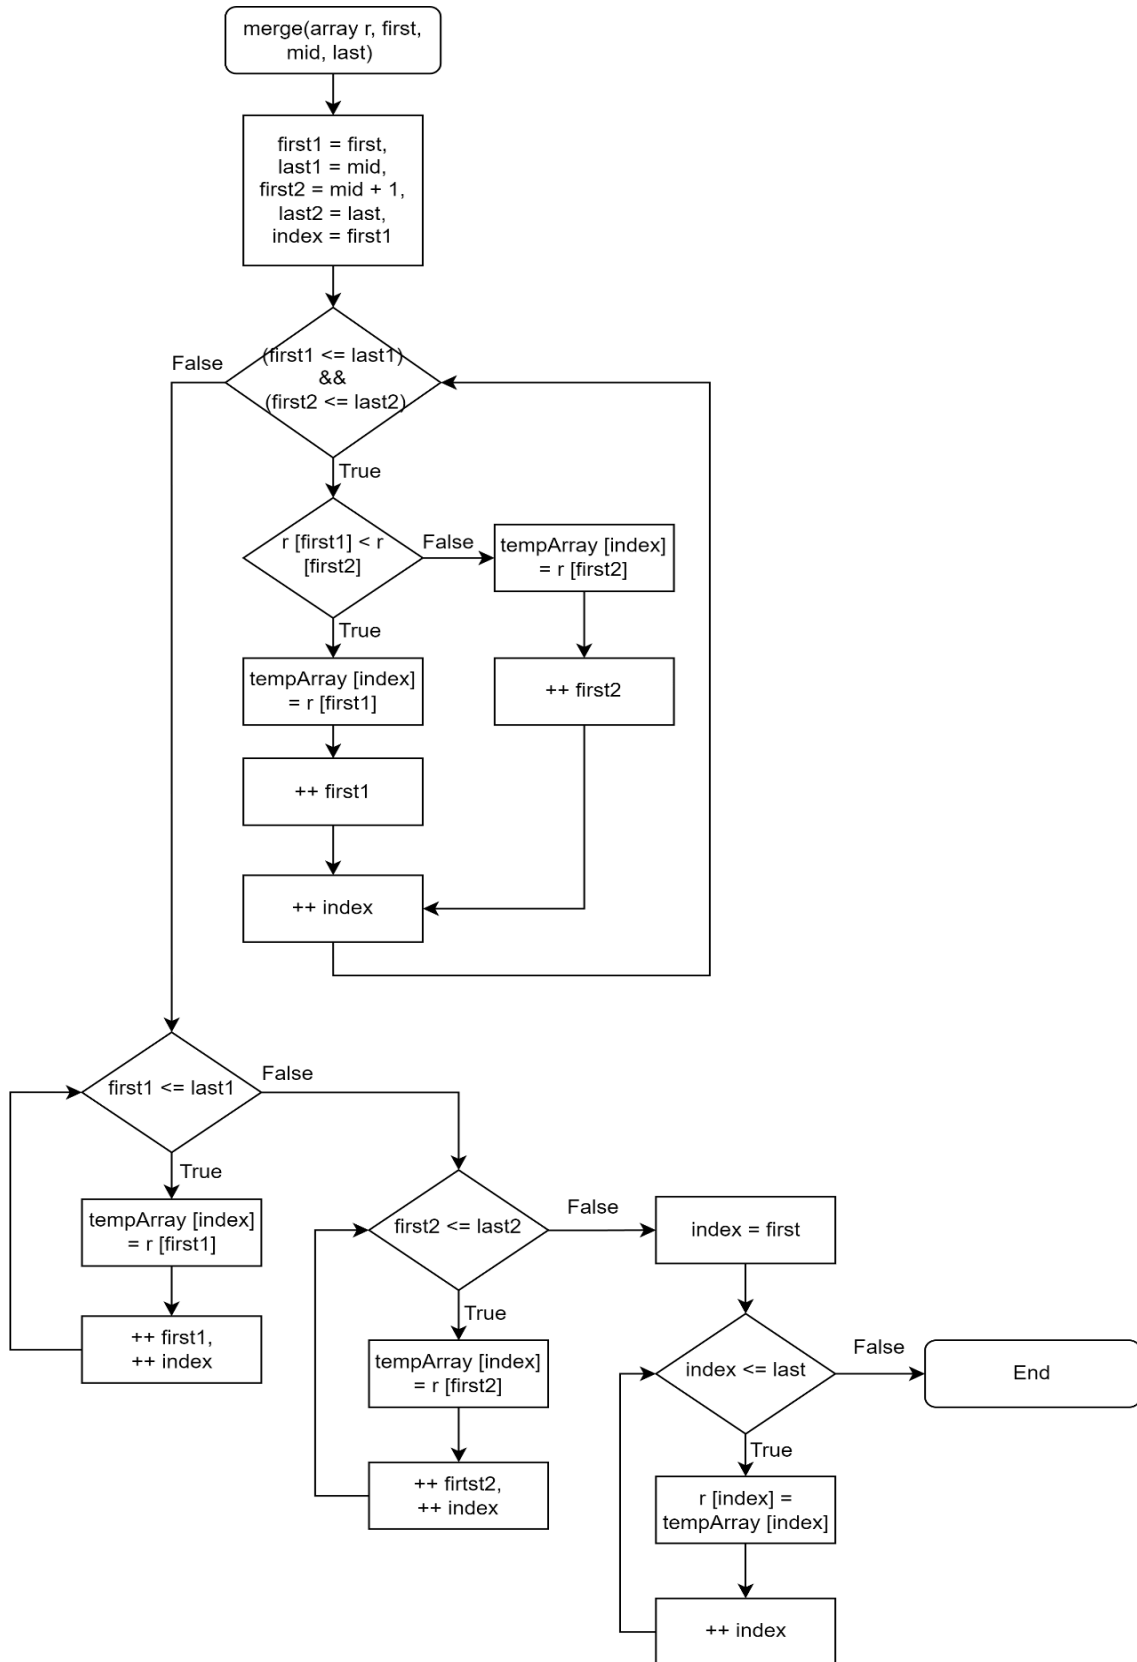 merge(array r, first,
mid, last)
first1 = first,
last1 = mid,
first2 = mid + 1,
last2 = last,
index = first1
False
(first1 <= last1)
&&
(first2 <= last2)
True
r [first1] < r
[first2]
False
tempArray [index]
= r [first2]
True
tempArray [index]
= r [first1]
++ first2
++ first1
++ index
first1 <= last1
False
True
tempArray [index]
= r [first1]
++ first1,
++ index
first2 <= last2
False
index = first
True
tempArray [index]
= r [first2]
++ firtst2,
++ index
index <= last
False
End
True
r [index] =
tempArray [index]
++ index